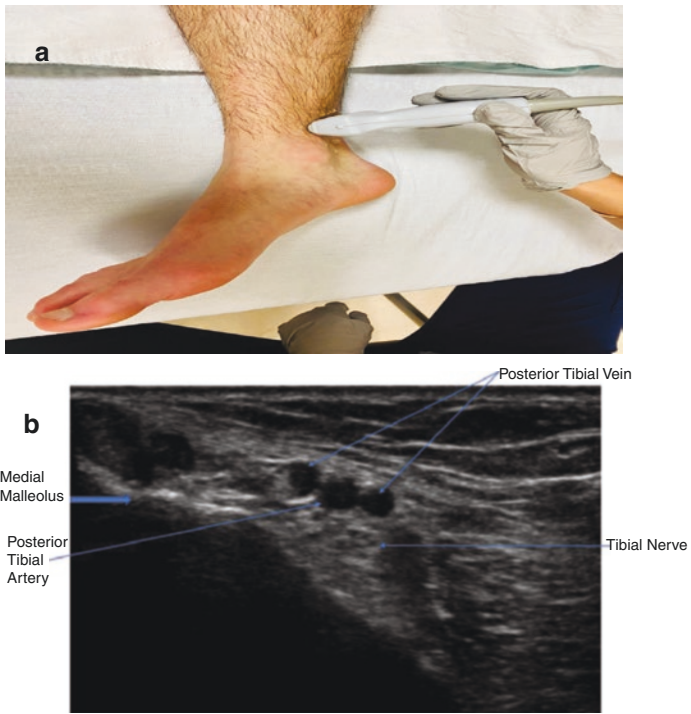 a
Posterior Tibial Vein
b
Medial
Malleolus
Posterior
Tibial
Artery
Tibial Nerve